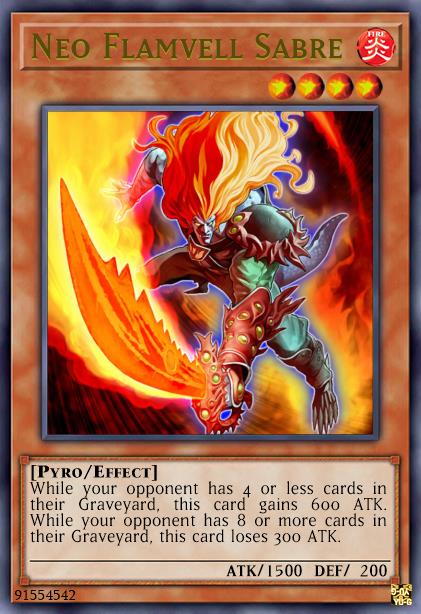 Neo Flamvell Sabre
FIRE
炎
[Pyro/Effect]
While your opponent has 4 or less cards in
their Graveyard, this card gains 600 ATK.
While your opponent has 8 or more cards in
their Graveyard, this card loses 300 ATK.
ATK/1500 DEF/ 200
91554542